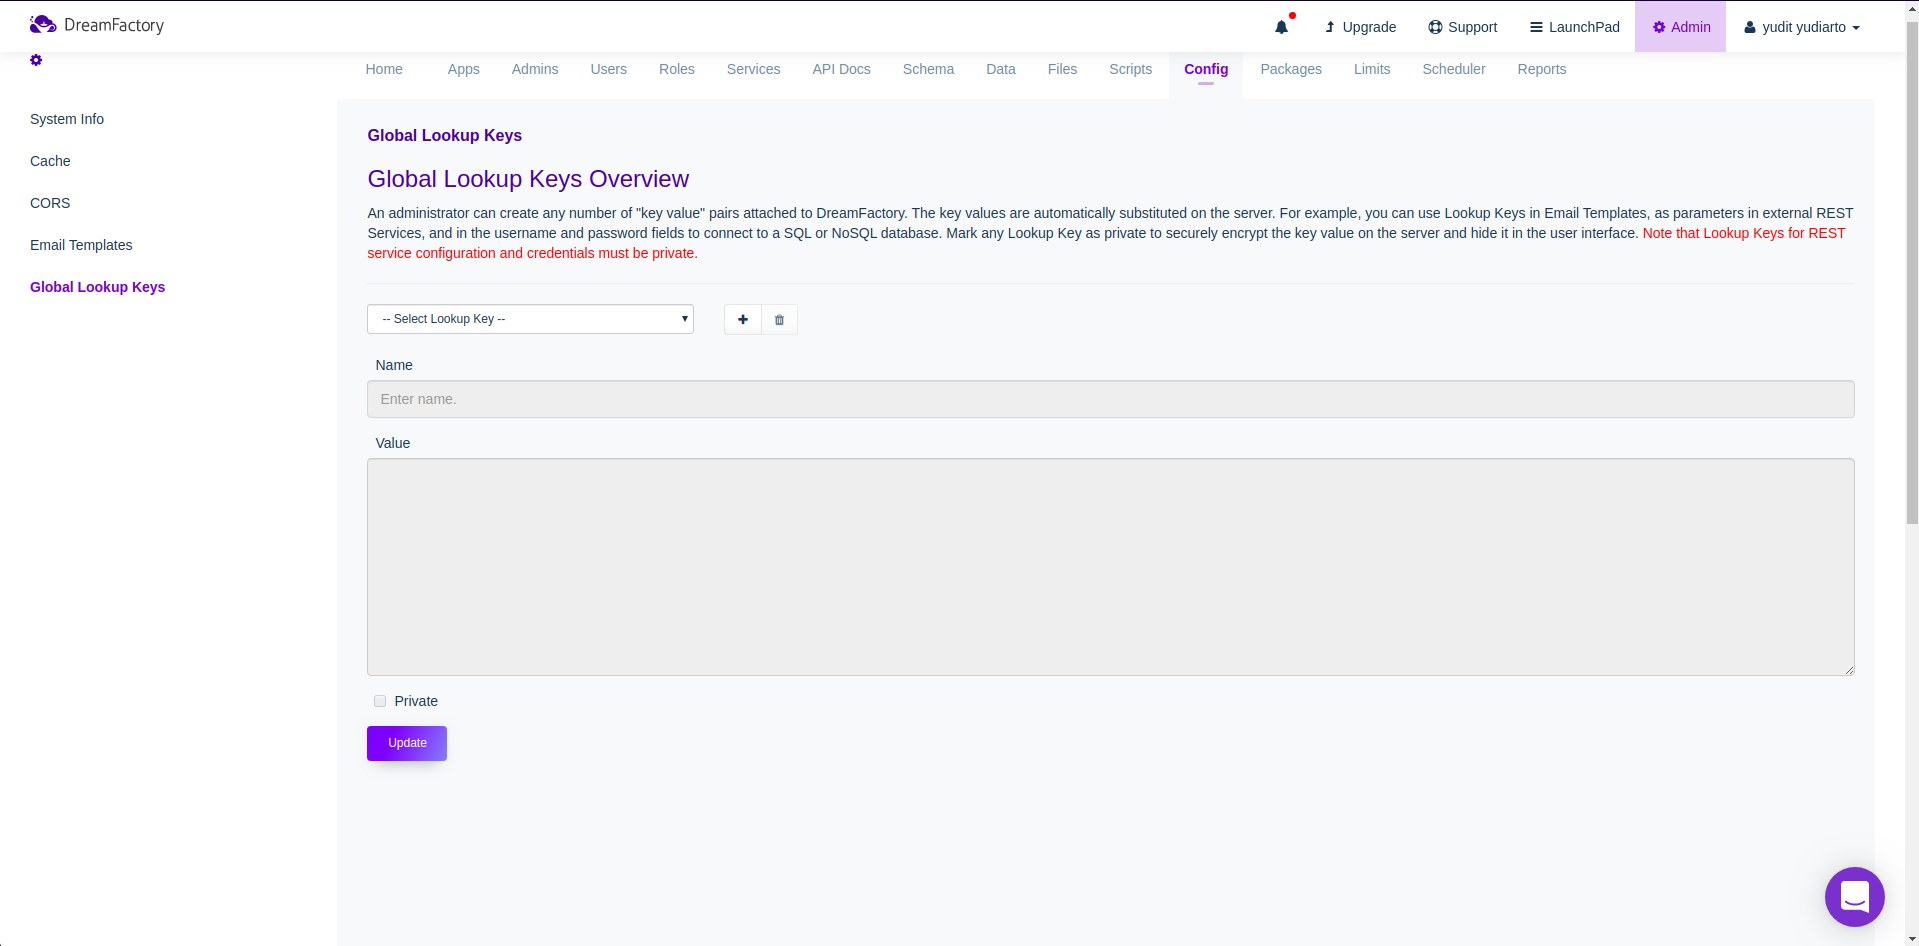 DreamFactory
Upgrade
Support
LaunchPad
Admin
yudit yudiarto
Home
Apps
Admins
Users
Roles
Services
API Docs
Schema
Data
Files
Scripts
Config
Packages
Limits
Scheduler
Reports
System Info
Cache
CORS
Email Templates
Global Lookup Keys
Global Lookup Keys
Global Lookup Keys Overview
An administrator can create any number of "key value" pairs attached to DreamFactory. The key values are automatically substituted on the server. For example, you can use Lookup Keys in Email Templates, as parameters in external REST
Services, and in the username and password fields to connect to a SQL or NoSQL database. Mark any Lookup Key as private to securely encrypt the key value on the server and hide it in the user interface. Note that Lookup Keys for REST
service configuration and credentials must be private.
-- Select Lookup Key --
Name
Enter name.
Value
Private
Update